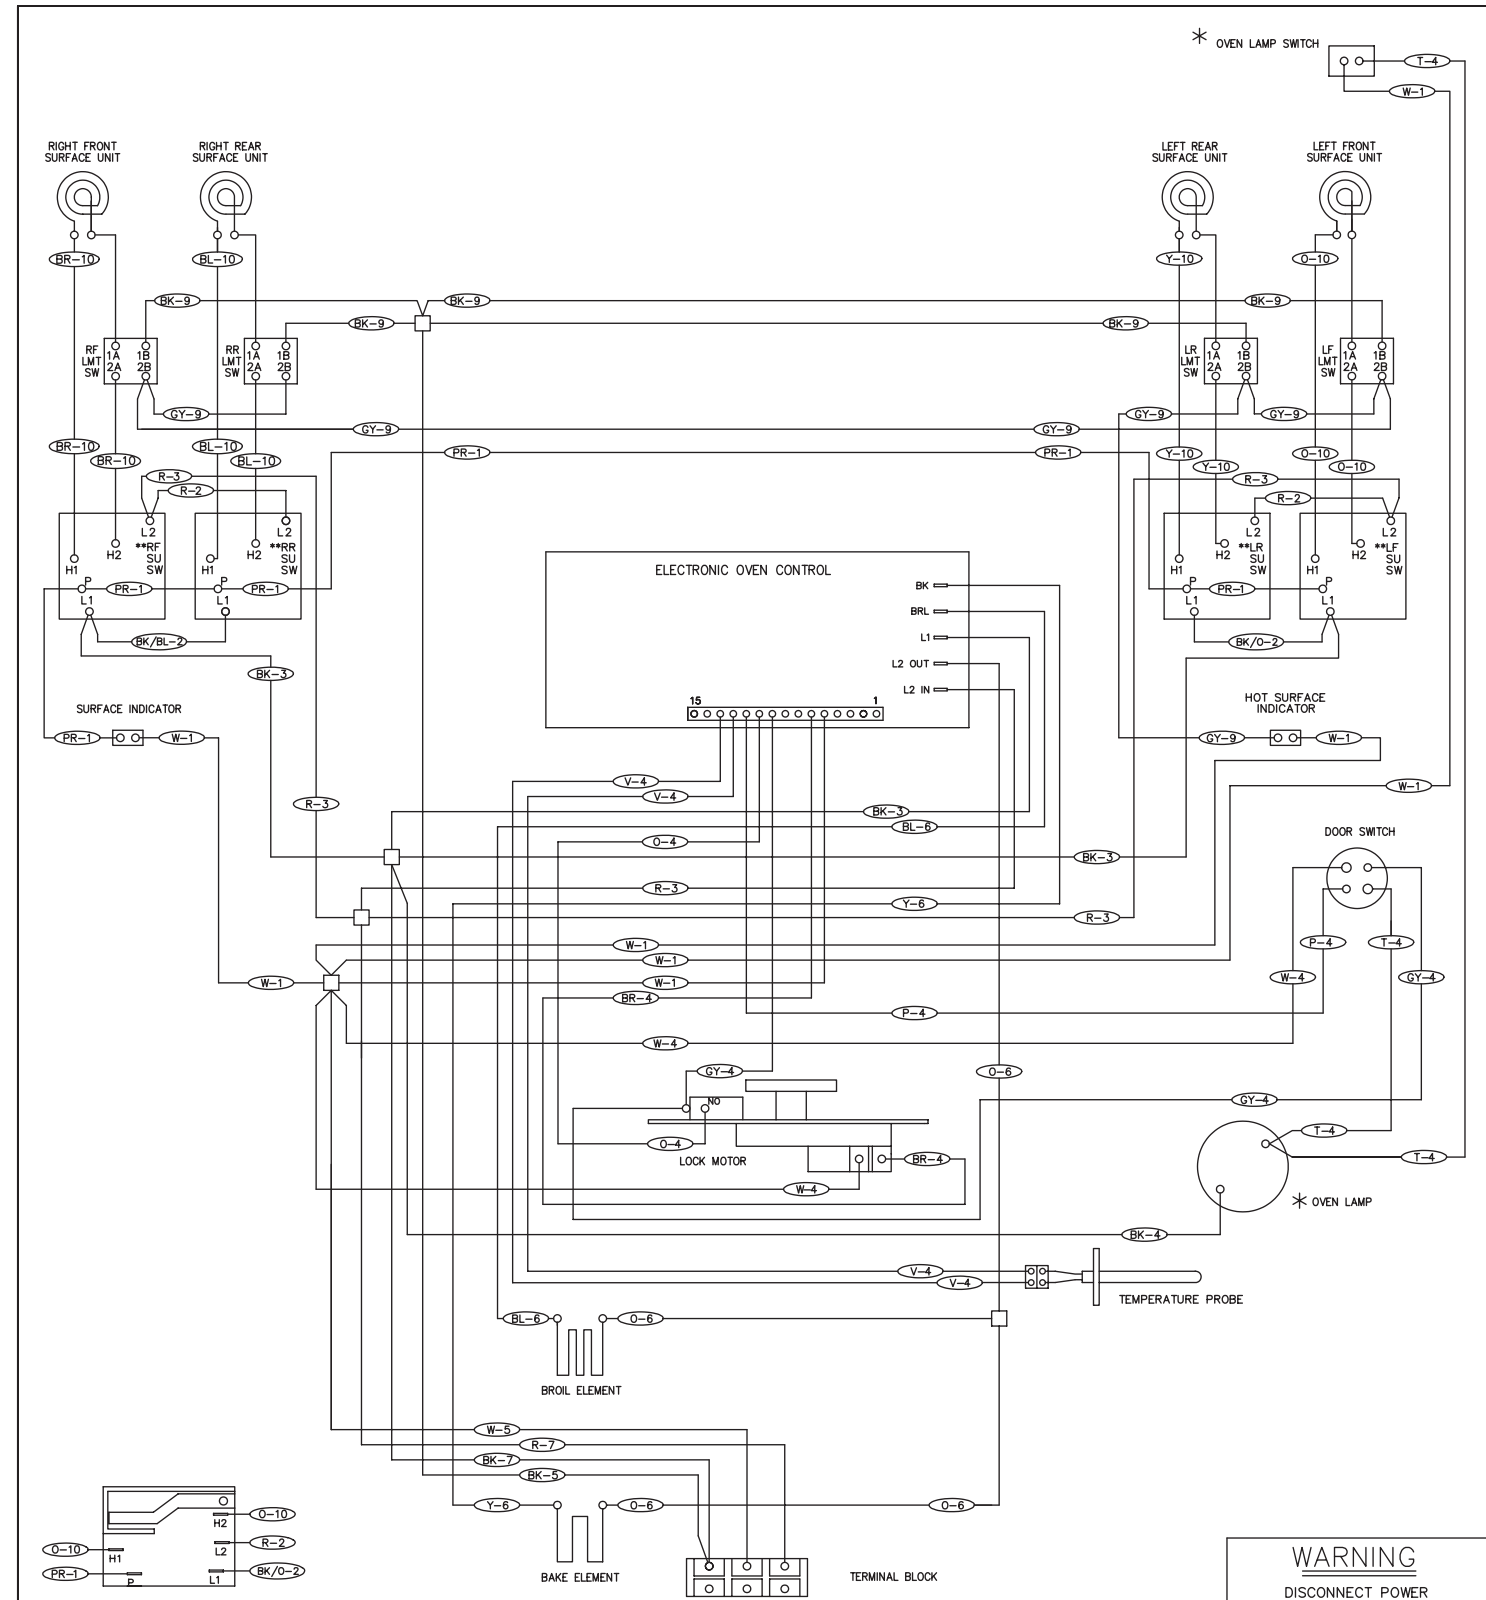 OVEN LAMP SWITCH
T-4
W-1
RIGHT FRONT
SURFACE UNIT
RIGHT REAR
SURFACE UNIT
LEFT REAR
SURFACE UNIT
LEFT FRONT
SURFACE UNIT
BR-10
BL-10
Y-10
O-10
BK-9
BK-9
BK-9
BK-9
BK-9
RF
LMT
SW
1A
2A
1B
2B
RR
LMT
SW
1A
2A
1B
2B
LR
LMT
SW
1A
2A
1B
2B
LF
LMT
SW
1A
2A
1B
2B
GY-9
GY-9
GY-9
GY-9
GY-9
BR-10
BR-10
BL-10
BL-10
PR-1
PR-1
Y-10
Y-10
O-10
O-10
R-3
R-2
R-3
R-2
L2
H2
**RF
SU
SW
H1
P
L1
PR-1
L2
H2
**RR
SU
SW
H1
P
L1
PR-1
L2
H2
**LR
SU
SW
H1
P
L1
PR-1
L2
H2
**LF
SU
SW
H1
P
L1
BK/BL-2
BK/O-2
BK-3
ELECTRONIC OVEN CONTROL
BK
BRL
L1
L2 OUT
L2 IN
15
1
SURFACE INDICATOR
PR-1
W-1
HOT SURFACE
INDICATOR
GY-9
W-1
V-4
V-4
W-1
R-3
BK-3
BL-6
O-4
BK-3
DOOR SWITCH
R-3
Y-6
R-3
W-1
W-1
W-1
W-1
BR-4
P-4
W-4
P-4
T-4
W-4
GY-4
GY-4
O-6
GY-4
NO
O-4
LOCK MOTOR
BR-4
W-4
T-4
T-4
OVEN LAMP
BK-4
V-4
V-4
TEMPERATURE PROBE
BL-6
O-6
BROIL ELEMENT
W-5
R-7
BK-7
BK-5
Y-6
O-6
O-6
BAKE ELEMENT
TERMINAL BLOCK
H2
O-10
O-10
H1
L2
R-2
PR-1
P
L1
BK/O-2
WARNING
DISCONNECT POWER